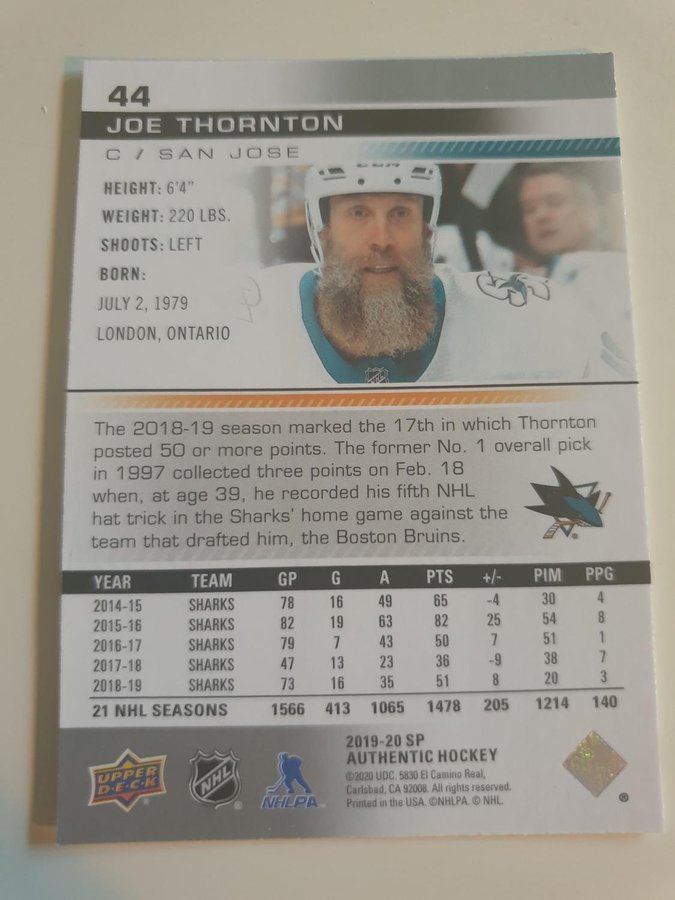 44
JOE THORNTON
C / SAN JOSE
HEIGHT: 6'4"
WEIGHT: 220 LBS.
SHOOTS: LEFT
BORN:
JULY 2, 1979
LONDON, ONTARIO
The 2018-19 season marked the 17th in which Thornton
posted 50 or more points. The former No. 1 overall pick
in 1997 collected three points on Feb. 18
when, at age 39, he recorded his fifth NHL
hat trick in the Sharks' home game against the
team that drafted him, the Boston Bruins.
YEAR TEAM GP G A PTS +/- PIM PPG
2014-15 SHARKS 78 16 49 65 -4 30 4
2015-16 SHARKS 82 19 63 82 25 54 8
2016-17 SHARKS 79 7 43 50 7 51 1
2017-18 SHARKS 47 13 23 36 -9 38 7
2018-19 SHARKS 73 16 35 51 8 20 3
21 NHL SEASONS 1566 413 1065 1478 205 1214 140
UPPER
D•E•C•K
®
NHL
®
NHLPA
2019-20 SP
AUTHENTIC HOCKEY
©2020 UDC. 5830 El Camino Real,
Carlsbad, CA 92008. All rights reserved.
Printed in the USA. ©NHLPA. © NHL.
®